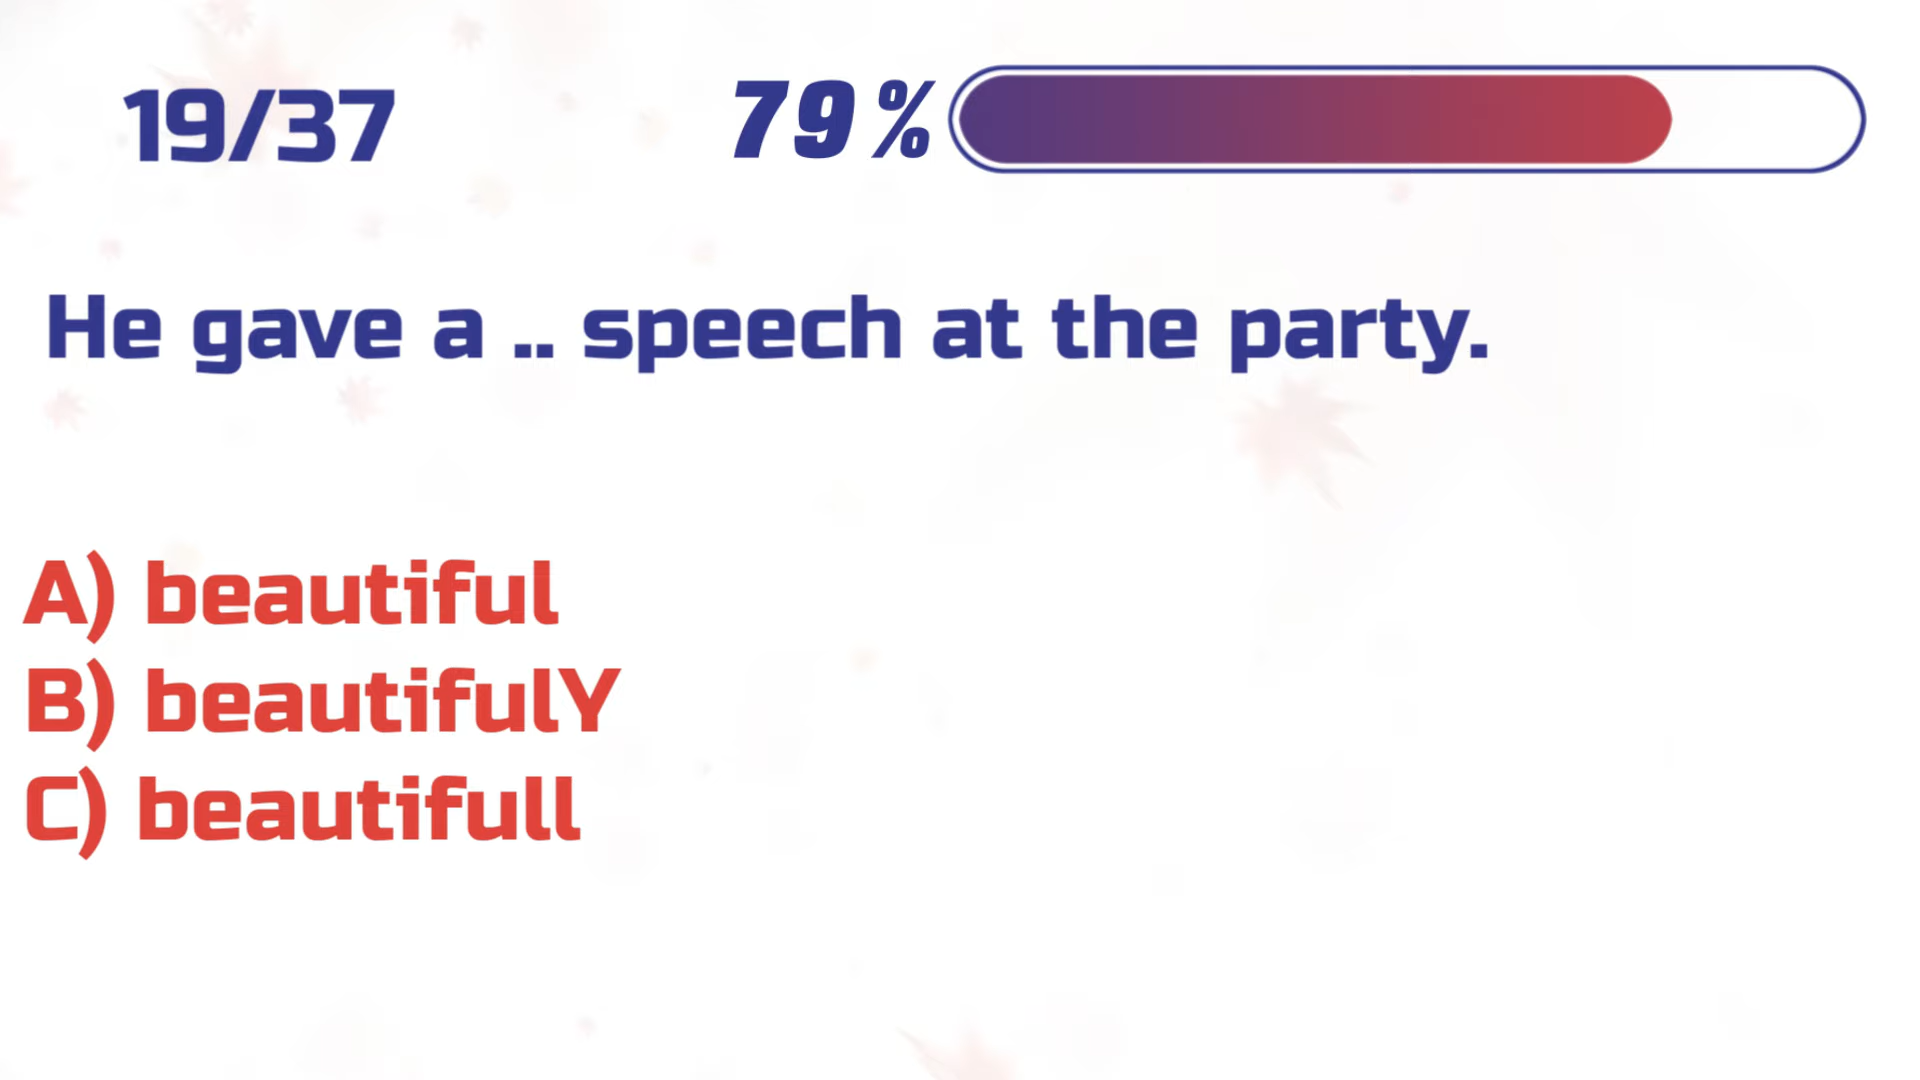 19/37
79%
He gave a .. speech at the party.
A) beautiful
B) beautifulY
C) beautifull